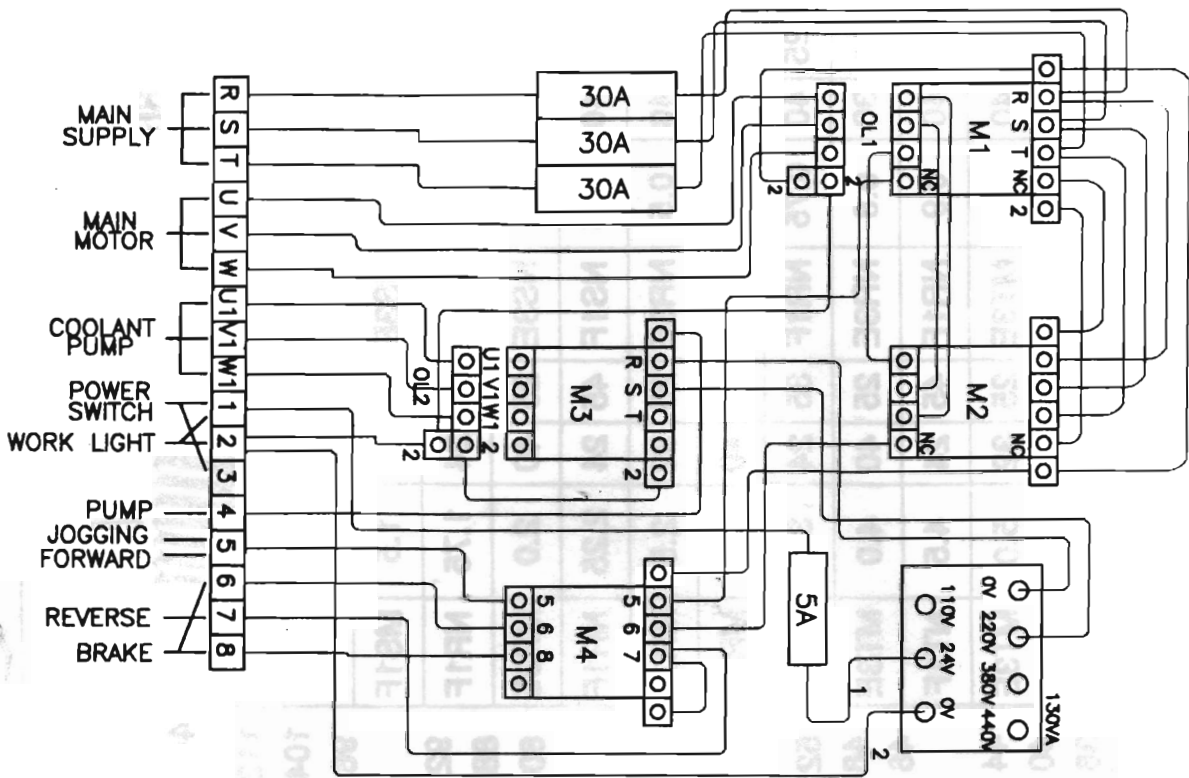 MAIN
SUPPLY
MAIN
MOTOR
COOLANT
PUMP
POWER
SWITCH
WORK LIGHT
PUMP
JOGGING
FORWARD
REVERSE
BRAKE
R
S
T
U
V
W
U1
V1
W1
1
2
3
4
5
6
7
8
30A
30A
30A
2
2
OL1
NC
M1
R
S
T
NC
2
OL2
U1
V1
W1
2
2
M3
R
S
T
2
M2
NC
NC
5
6
8
M4
5
6
7
5A
1
2
110V
24V
0V
0V
220V
380V
440V
130VA